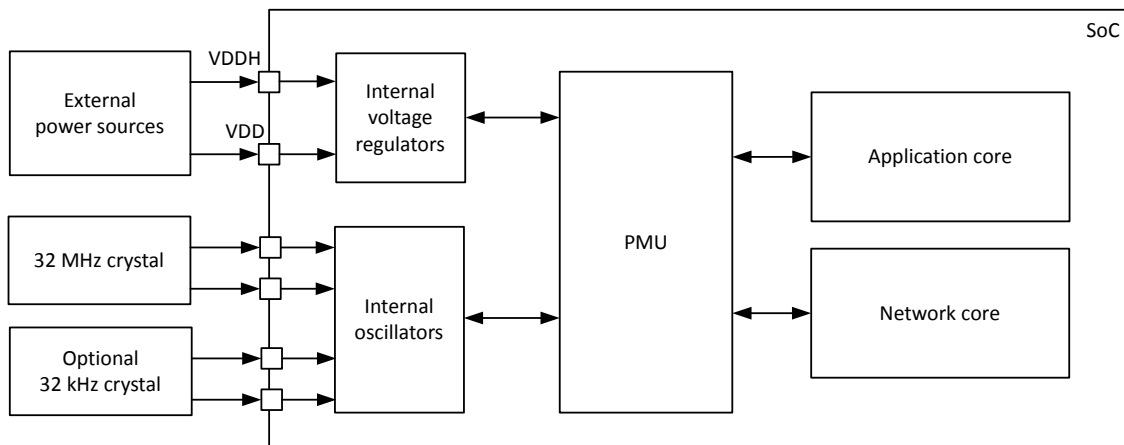 SoC
VDDH
External
power sources
VDD
Internal
voltage
regulators
Application core
32 MHz crystal
PMU
Internal
oscillators
Network core
Optional
32 kHz crystal